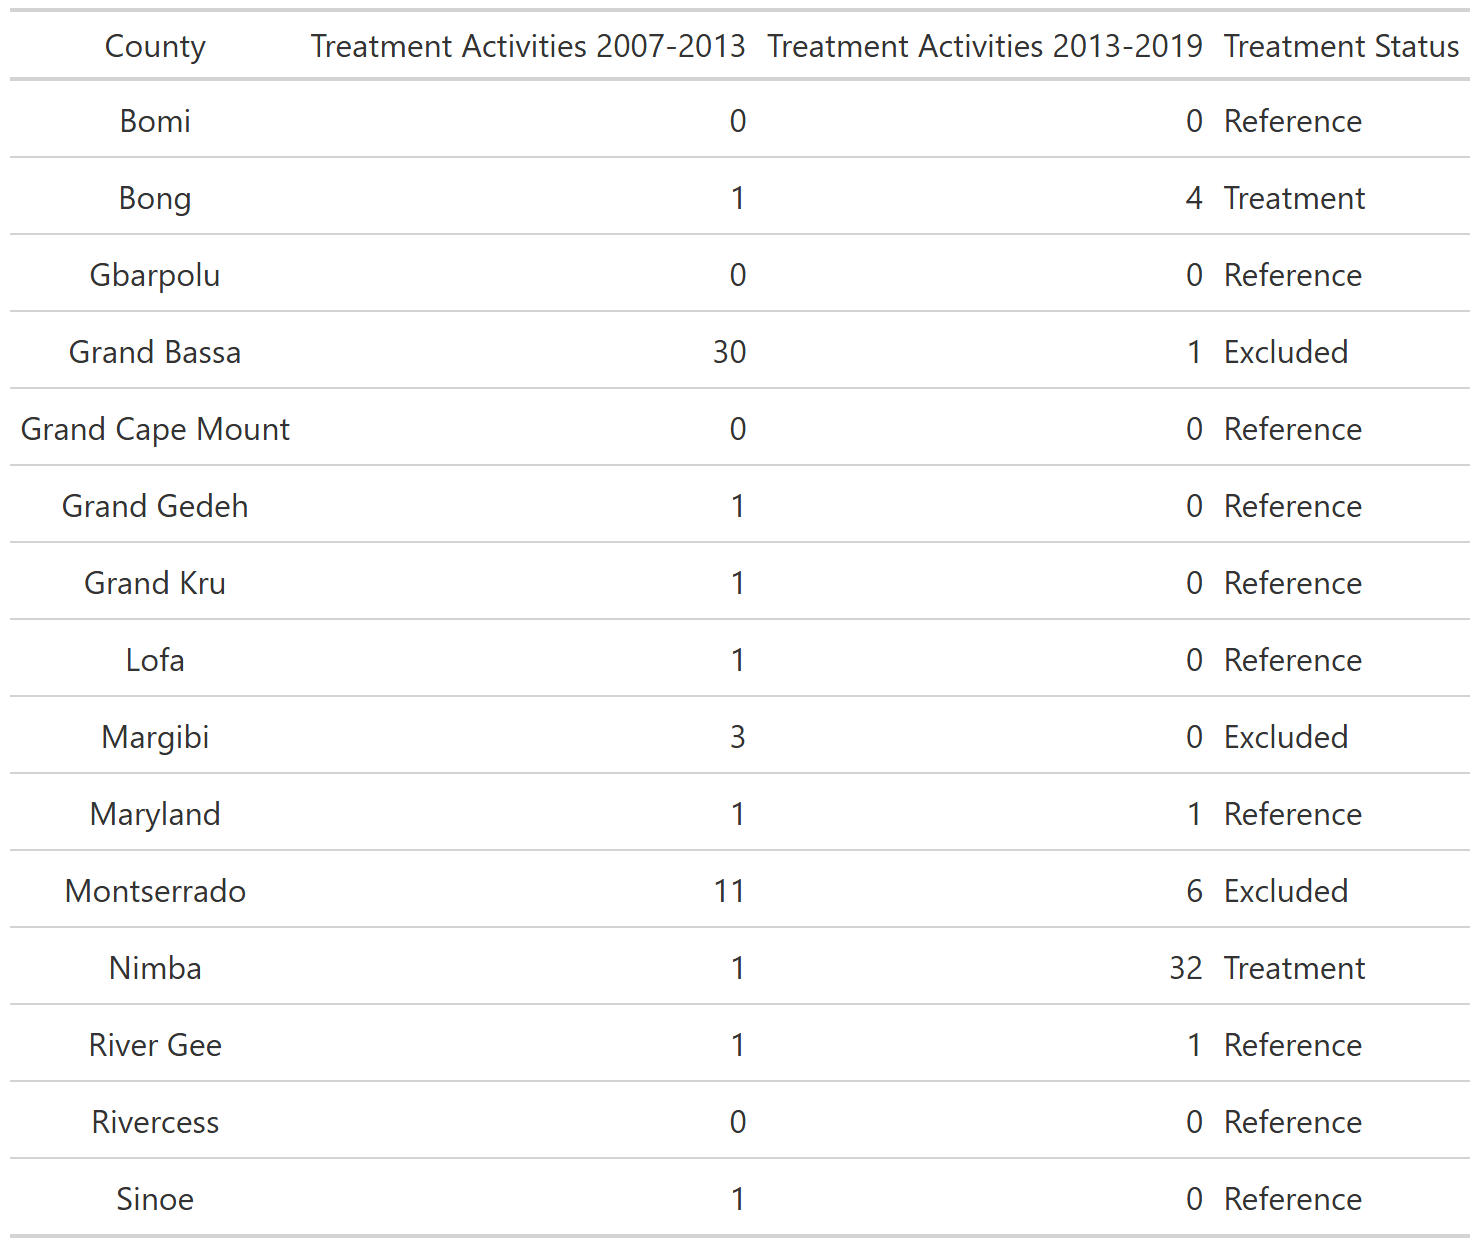 County Treatment Activities 2007-2013 Treatment Activities 2013-2019 Treatment Status
Bomi 0 0 Reference
Bong 1 4 Treatment
Gbarpolu 0 0 Reference
Grand Bassa 30 1 Excluded
Grand Cape Mount 0 0 Reference
Grand Gedeh 1 0 Reference
Grand Kru 1 0 Reference
Lofa 1 0 Reference
Margibi 3 0 Excluded
Maryland 1 1 Reference
Montserrado 11 6 Excluded
Nimba 1 32 Treatment
River Gee 1 1 Reference
Rivercess 0 0 Reference
Sinoe 1 0 Reference